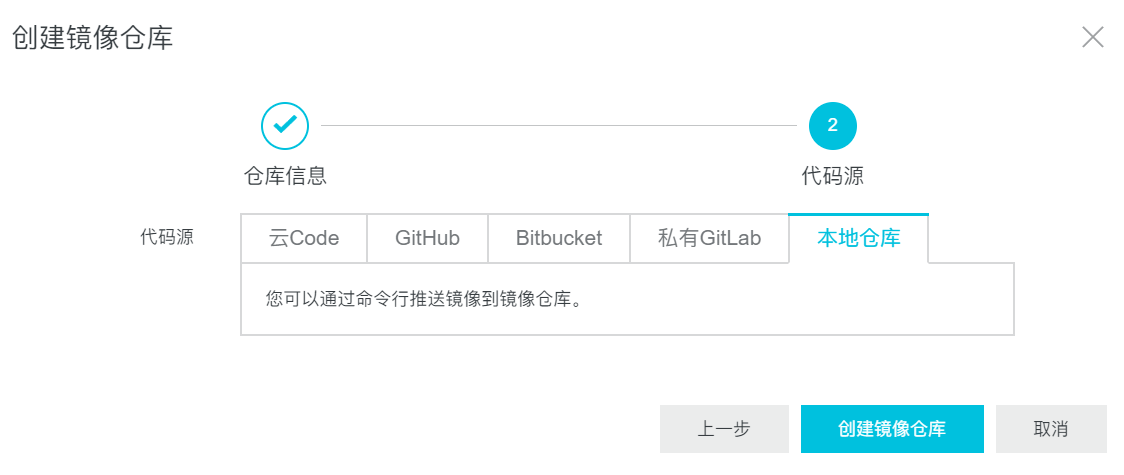 创建镜像仓库
2
仓库信息 代码源
代码源 云Code GitHub Bitbucket 私有GitLab 本地仓库
您可以通过命令行推送镜像到镜像仓库。
上一步 创建镜像仓库 取消